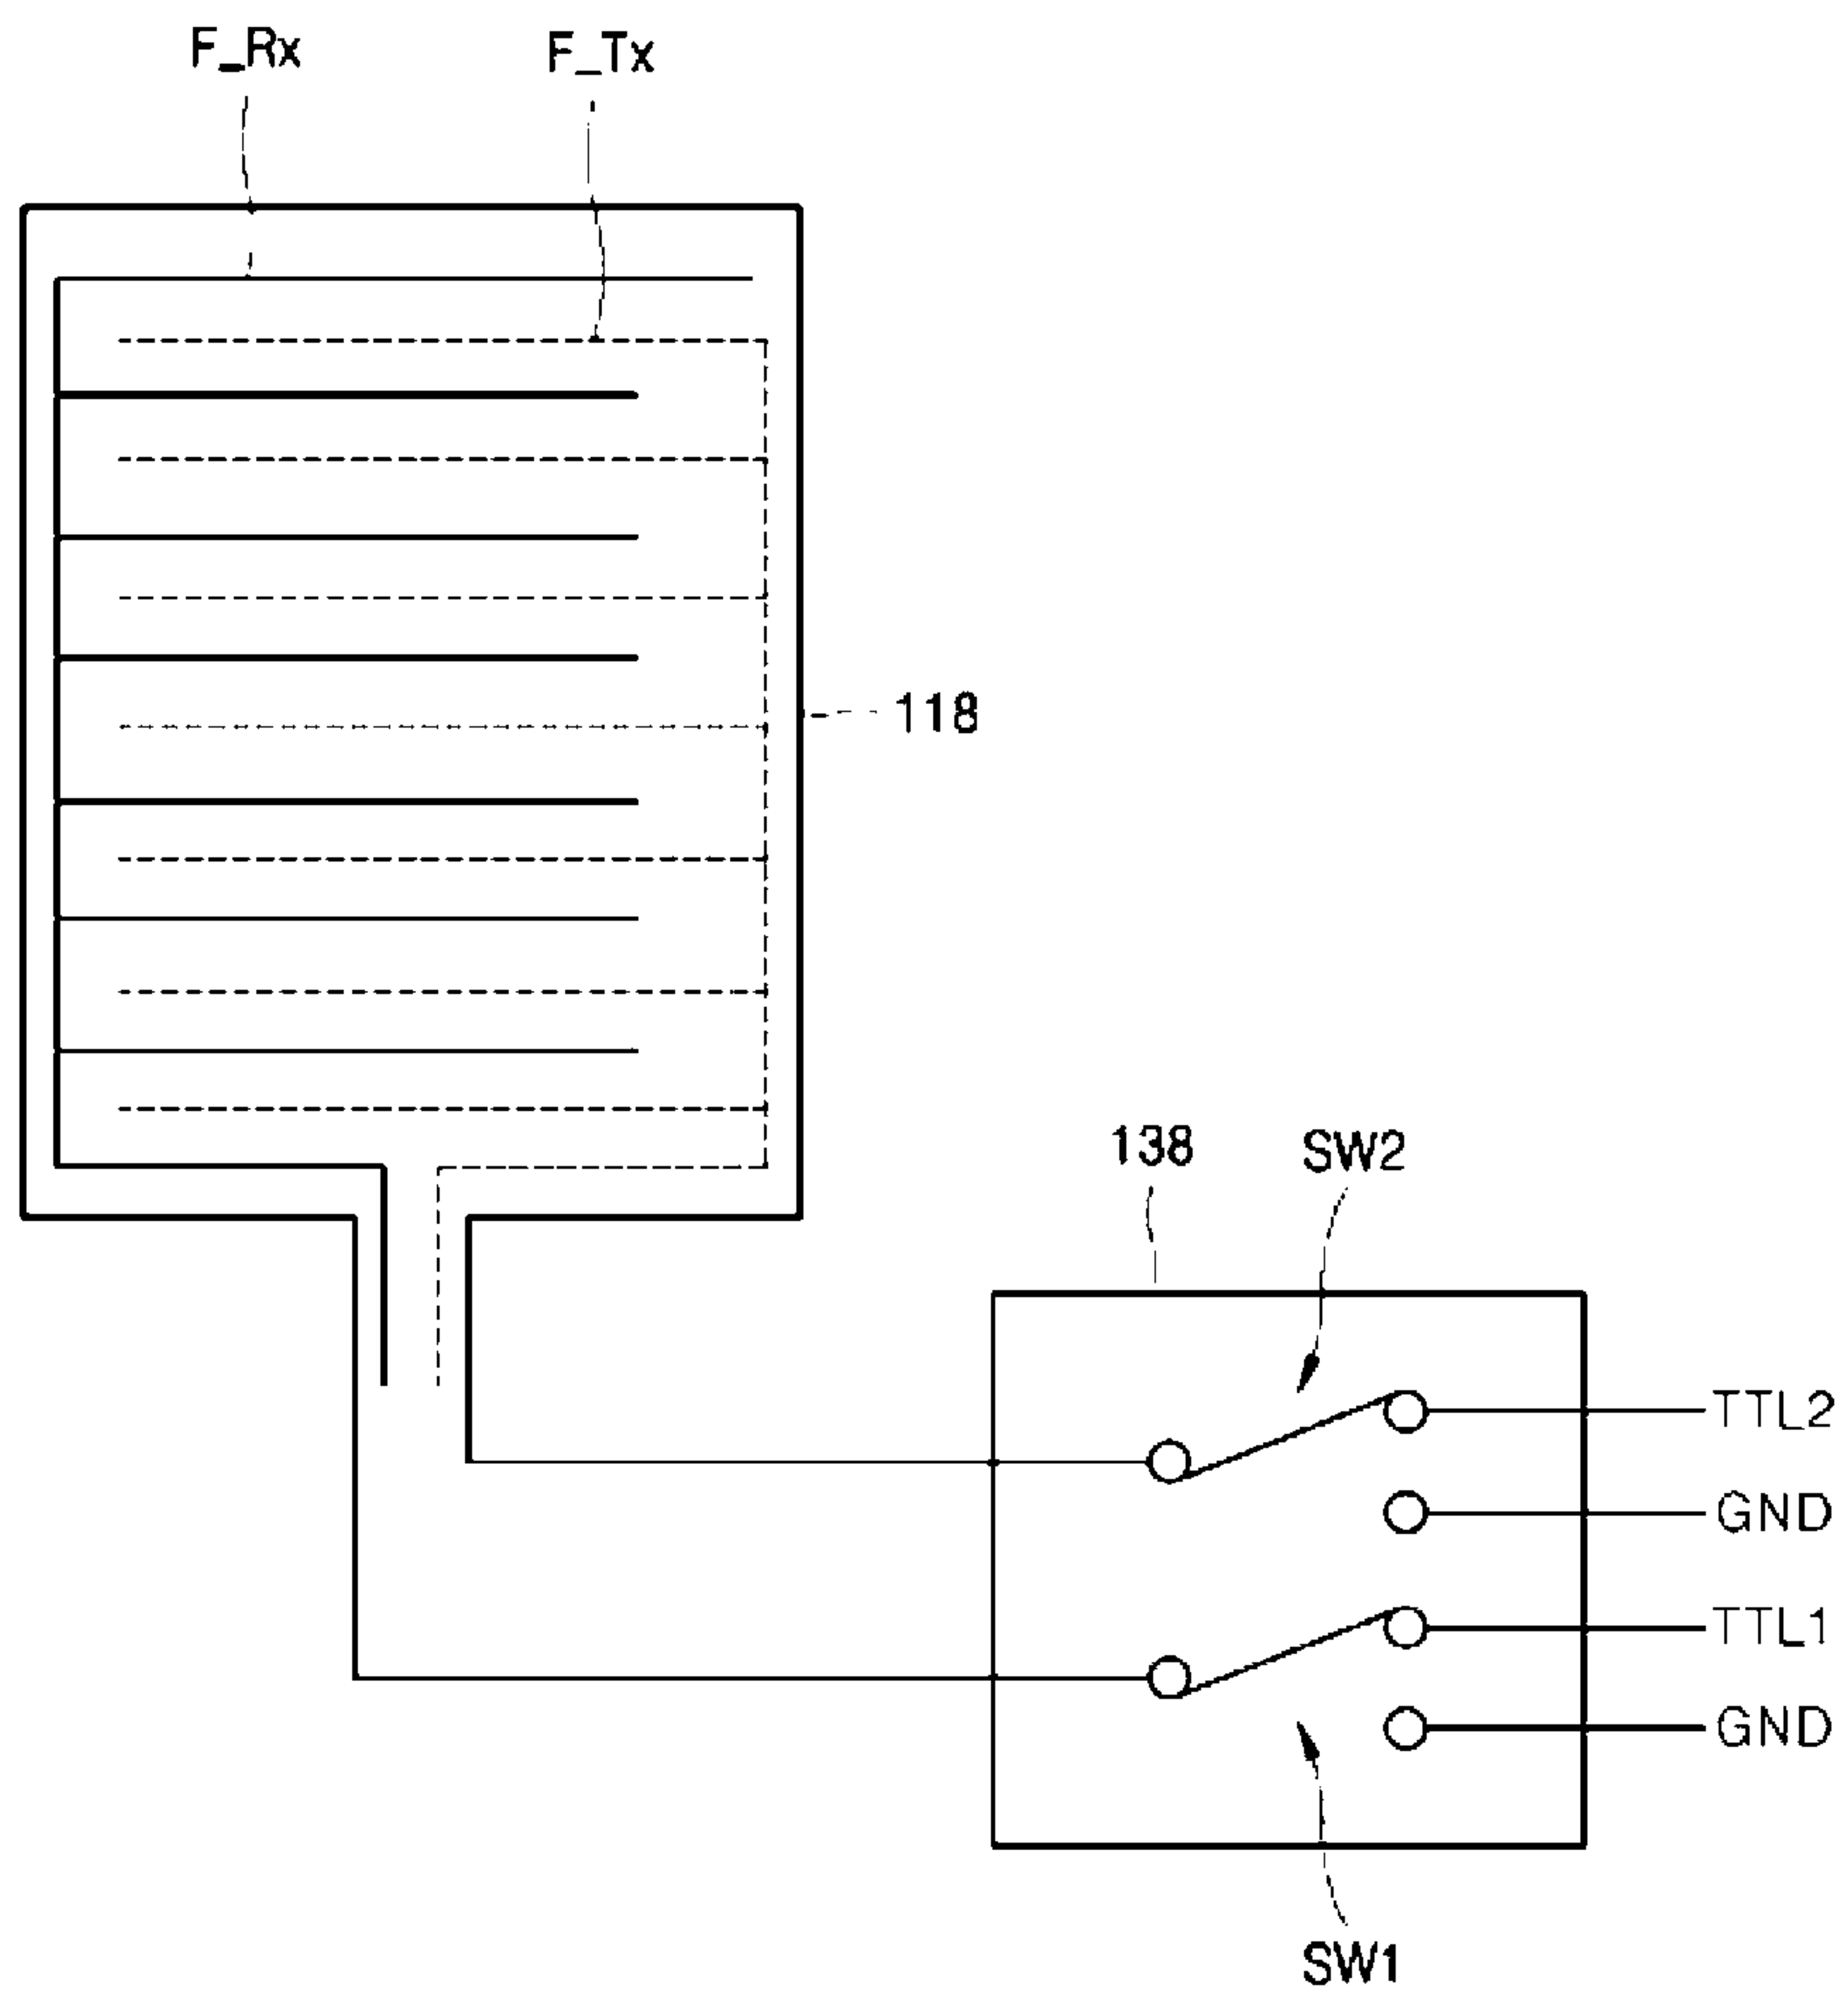 F_Rx
F_Tx
118
138
SW2
TTL2
GND
TTL1
GND
SW1